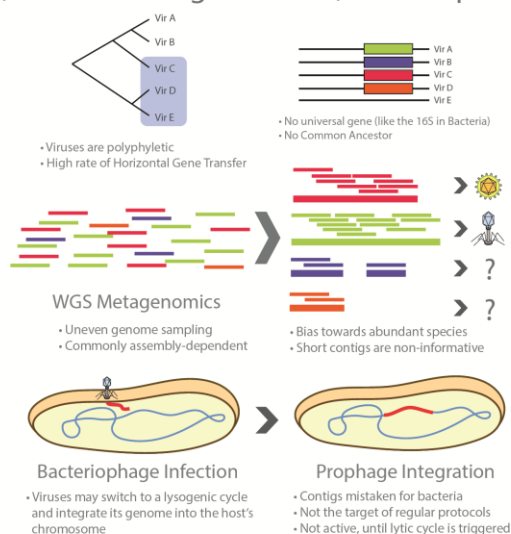 Vir A
Vir B
Vir C
Vir D
Vir E
• Viruses are polyphyletic
• High rate of Horizontal Gene Transfer
Vir A
Vir B
Vir C
Vir D
Vir E
• No universal gene (like the 16S in Bacteria)
• No Common Ancestor
WGS Metagenomics
• Uneven genome sampling
• Commonly assembly-dependent
?
?
• Bias towards abundant species
• Short contigs are non-informative
Bacteriophage Infection
• Viruses may switch to a lysogenic cycle
and integrate its genome into the host's
chromosome
Prophage Integration
• Contigs mistaken for bacteria
• Not the target of regular protocols
• Not active, until lytic cycle is triggered